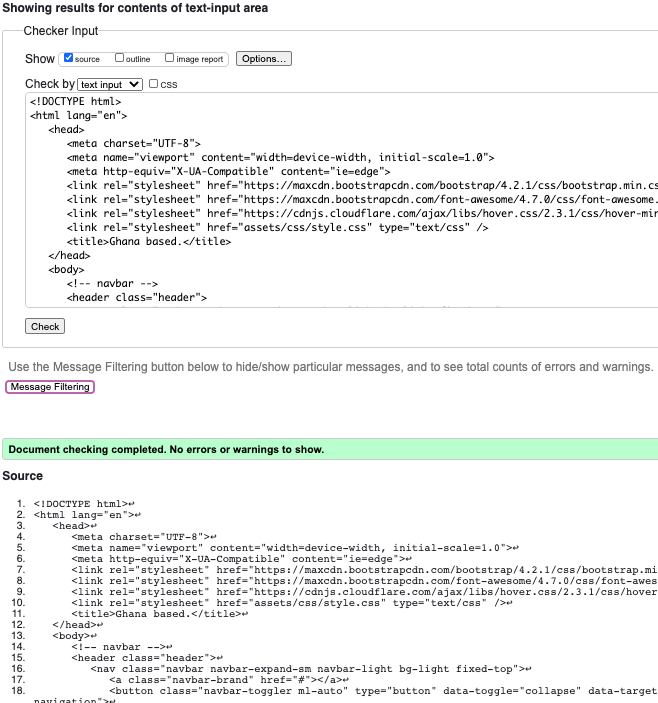 Showing results for contents of text-input area
Checker Input
Show source outline image report Options...
Check by text input css
<!DOCTYPE html>
<html lang="en">
<head>
<meta charset="UTF-8">
<meta name="viewport" content="width=device-width, initial-scale=1.0">
<meta http-equiv="X-UA-Compatible" content="ie=edge">
<link rel="stylesheet" href="https://maxcdn.bootstrapcdn.com/bootstrap/4.2.1/css/bootstrap.min.cs
<link rel="stylesheet" href="https://maxcdn.bootstrapcdn.com/font-awesome/4.7.0/css/font-awesome.
<link rel="stylesheet" href="https://cdnjs.cloudflare.com/ajax/libs/hover.css/2.3.1/css/hover-min
<link rel="stylesheet" href="assets/css/style.css" type="text/css" />
<title>Ghana based.</title>
</head>
<body>
<!-- navbar -->
<header class="header">
Check
Use the Message Filtering button below to hide/show particular messages, and to see total counts of errors and warnings.
Message Filtering
Document checking completed. No errors or warnings to show.
Source
1. <!DOCTYPE html>↩
2. <html lang="en">↩
3. <head>↩
4. <meta charset="UTF-8">↩
5. <meta name="viewport" content="width=device-width, initial-scale=1.0">↩
6. <meta http-equiv="X-UA-Compatible" content="ie=edge">↩
7. <link rel="stylesheet" href="https://maxcdn.bootstrapcdn.com/bootstrap/4.2.1/css/bootstrap.mi
8. <link rel="stylesheet" href="https://maxcdn.bootstrapcdn.com/font-awesome/4.7.0/css/font-awes
9. <link rel="stylesheet" href="https://cdnjs.cloudflare.com/ajax/libs/hover.css/2.3.1/css/hover
10. <link rel="stylesheet" href="assets/css/style.css" type="text/css" />↩
11. <title>Ghana based.</title>↩
12. </head>↩
13. <body>↩
14. <!-- navbar -->↩
15. <header class="header">↩
16. <nav class="navbar navbar-expand-sm navbar-light bg-light fixed-top">↩
17. <a class="navbar-brand" href="#"></a>↩
18. <button class="navbar-toggler ml-auto" type="button" data-toggle="collapse" data-target
navigation">↩